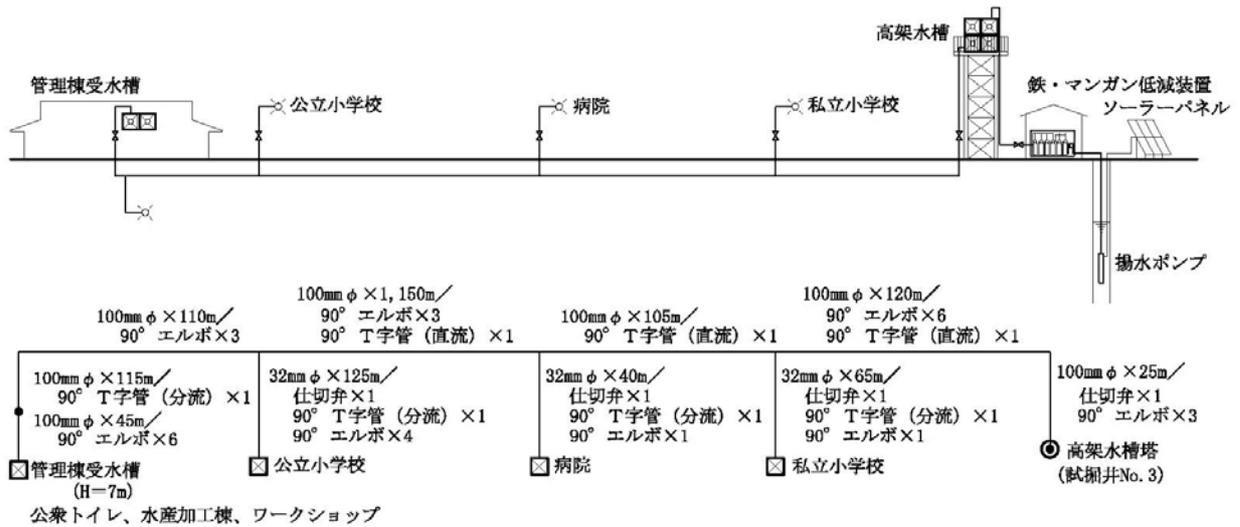 高架水槽
管理棟受水槽
公立小学校
病院
私立小学校
鉄・マンガン低減装置
ソーラーパネル
揚水ポンプ
100mmφ×110m/
90° エルボ×3
100mmφ×1,150m/
90° エルボ×3
90° T字管 (直流) ×1
100mmφ×105m/
90° T字管 (直流) ×1
100mmφ×120m/
90° エルボ×6
90° T字管 (直流) ×1
100mmφ×115m/
90° T字管 (分流) ×1
100mmφ×45m/
90° エルボ×6
32mmφ×125m/
仕切弁×1
90° T字管 (分流) ×1
90° エルボ×4
32mmφ×40m/
仕切弁×1
90° T字管 (分流) ×1
90° エルボ×1
32mmφ×65m/
仕切弁×1
90° T字管 (分流) ×1
90° エルボ×1
100mmφ×25m/
仕切弁×1
90° エルボ×3
管理棟受水槽
(H=7m)
公衆トイレ、水産加工棟、ワークショップ
公立小学校
病院
私立小学校
高架水槽塔
(試掘井No.3)